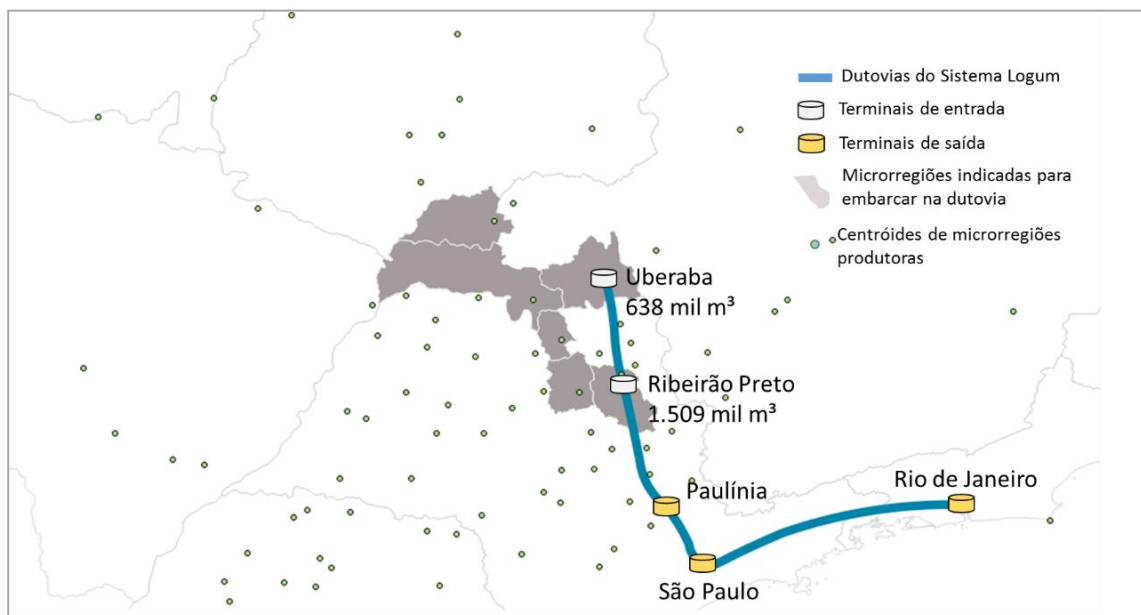 Dutovias do Sistema Logum
Terminais de entrada
Terminais de saída
Microrregiões indicadas para
embarcar na dutovia
Centróides de microrregiões
produtoras
Uberaba
638 mil m³
Ribeirão Preto
1.509 mil m³
Paulínia
Rio de Janeiro
São Paulo